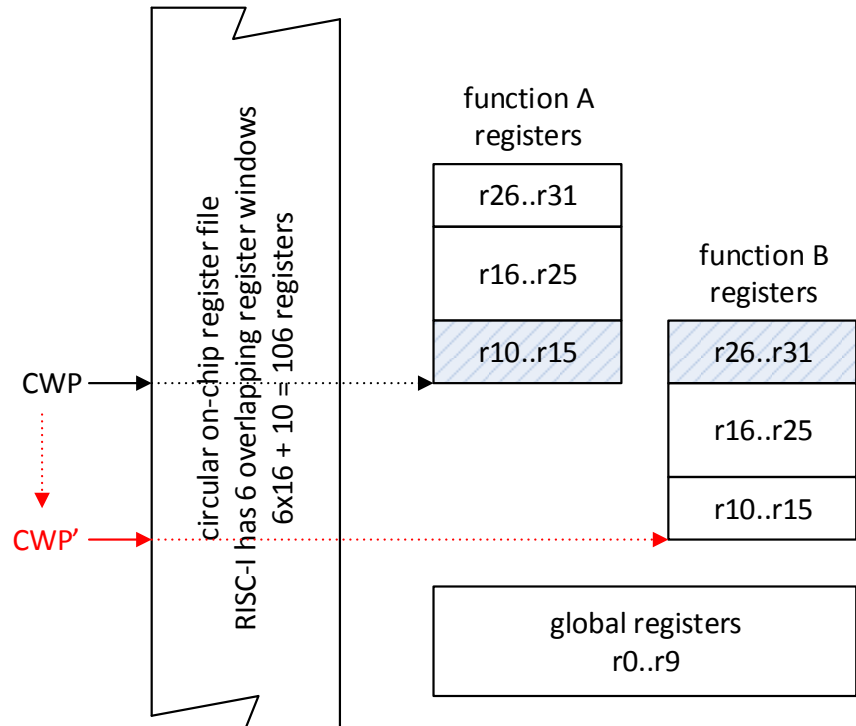 circular on-chip register file
RISC-I has 6 overlapping register windows
6x16 + 10 = 106 registers
CWP
CWP’
function A
registers
r26..r31
r16..r25
r10..r15
function B
registers
r26..r31
r16..r25
r10..r15
global registers
r0..r9